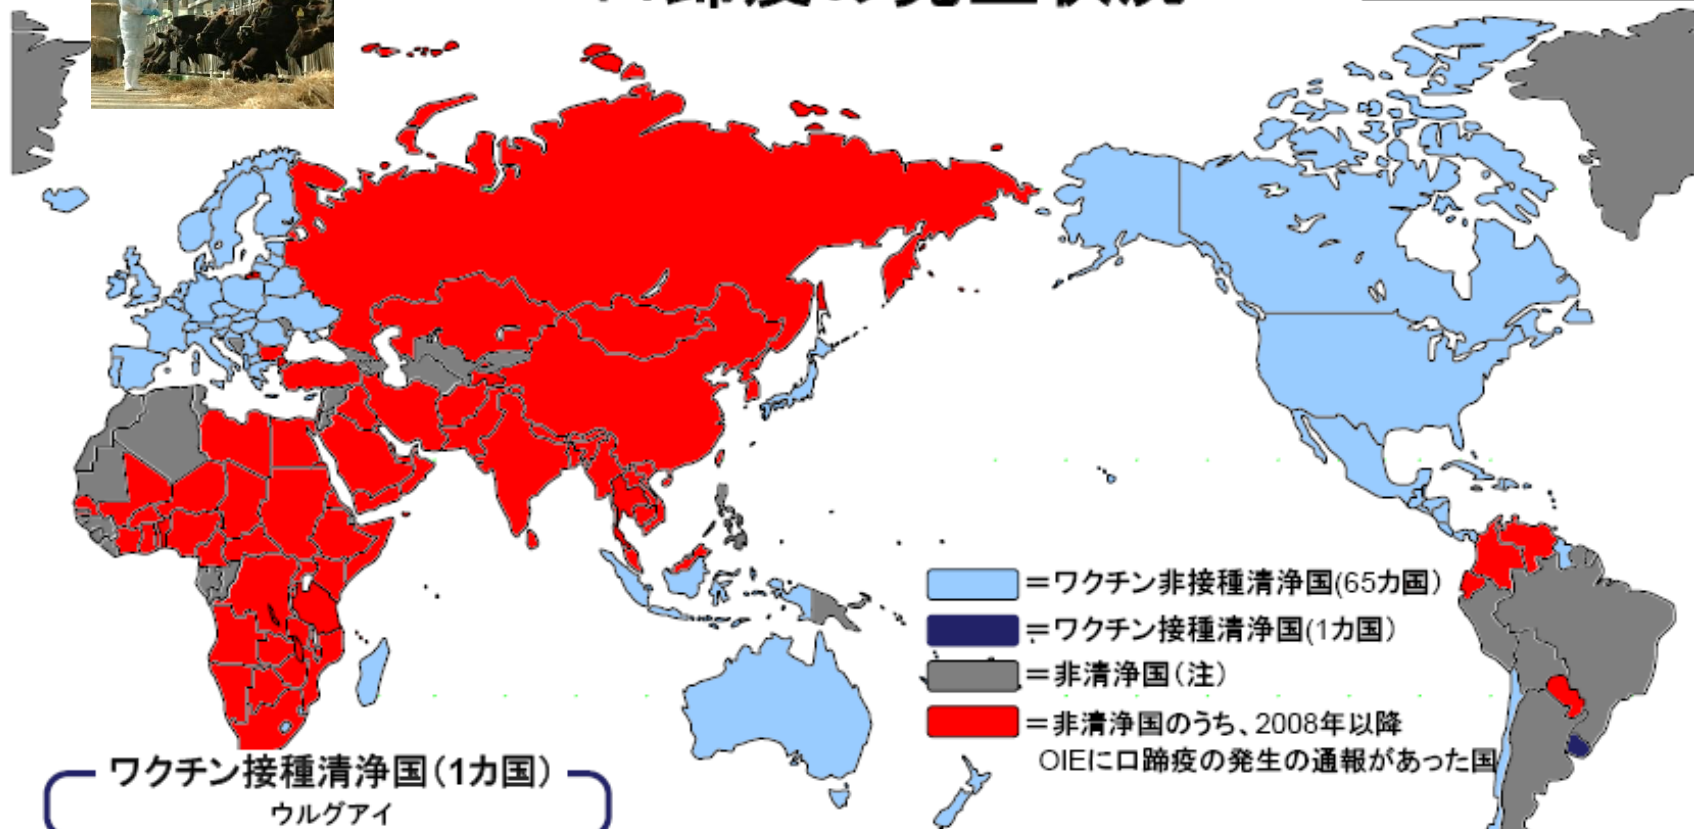 ＝ワクチン非接種清浄国(65カ国）
＝ワクチン接種清浄国(1カ国）
＝非清浄国（注）
＝非清浄国のうち、2008年以降
OIEに口蹄疫の発生の通報があった国
ワクチン接種清浄国（1カ国）
ウルグアイ